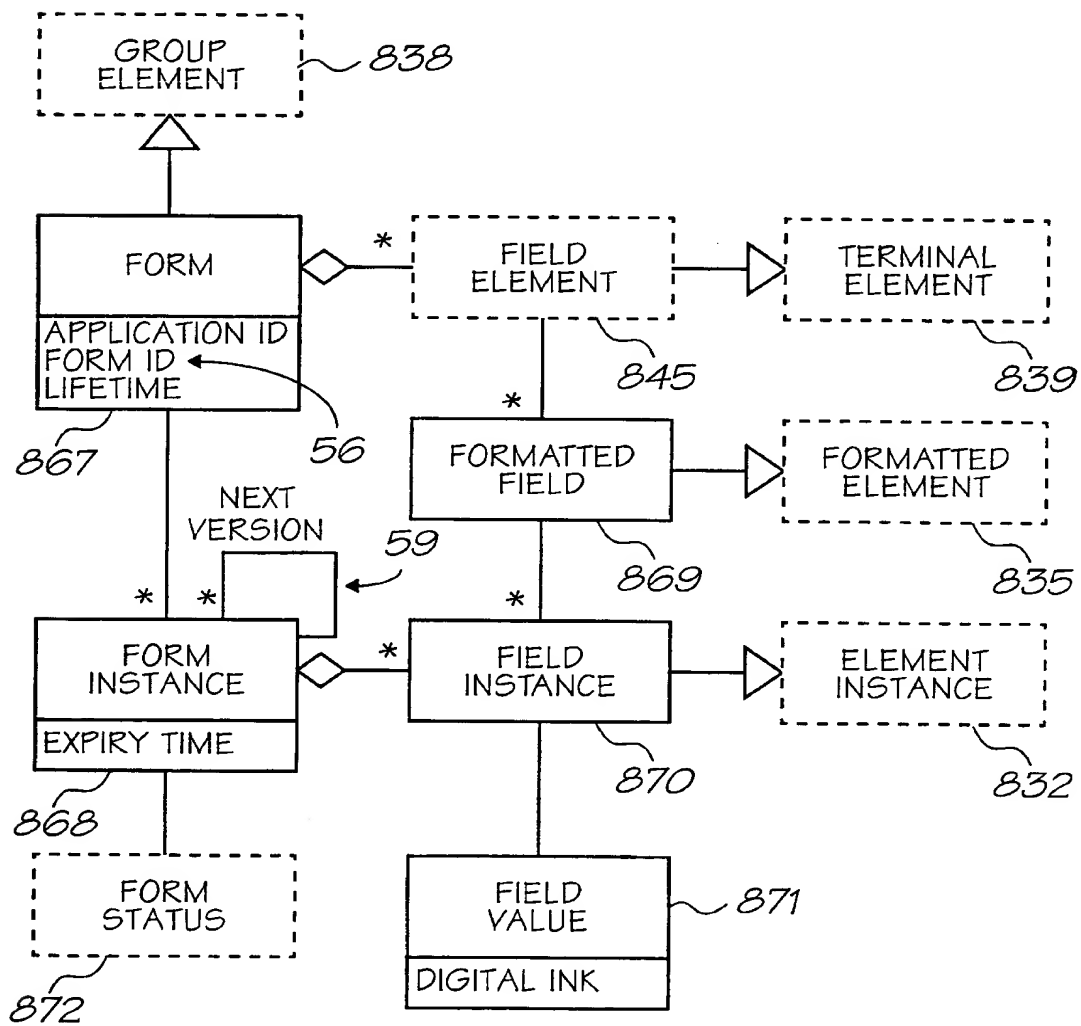 GROUP
ELEMENT
838
FORM
*
FIELD
ELEMENT
TERMINAL
ELEMENT
APPLICATION ID
FORM ID
LIFETIME
845
839
867
56
*
FORMATTED
FIELD
FORMATTED
ELEMENT
NEXT
VERSION
59
869
835
*
*
*
FORM
INSTANCE
*
FIELD
INSTANCE
ELEMENT
INSTANCE
EXPIRY TIME
870
832
868
FORM
STATUS
FIELD
VALUE
871
DIGITAL INK
872